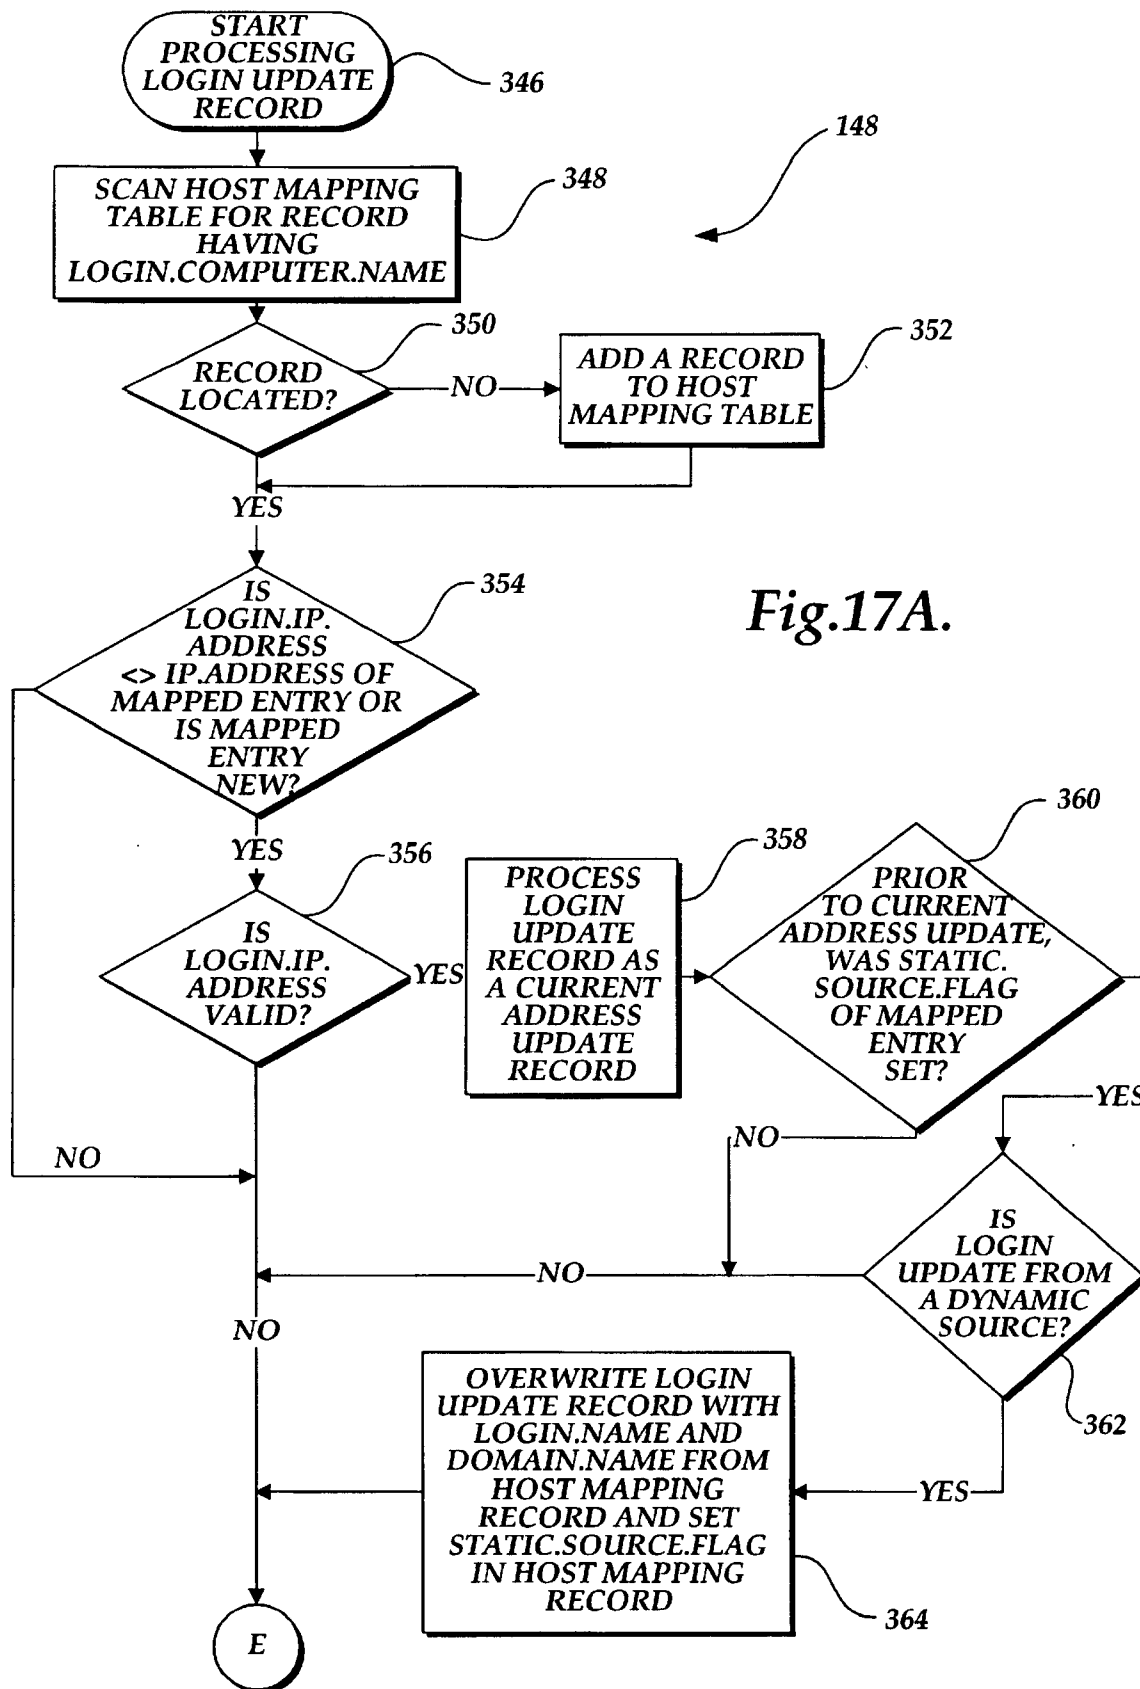 START
PROCESSING
LOGIN UPDATE
RECORD
346
148
SCAN HOST MAPPING
TABLE FOR RECORD
HAVING
LOGIN.COMPUTER.NAME
348
350
RECORD
LOCATED?
NO
ADD A RECORD
TO HOST
MAPPING TABLE
352
YES
IS
LOGIN.IP.
ADDRESS
<> IP.ADDRESS OF
MAPPED ENTRY OR
IS MAPPED
ENTRY
NEW?
354
Fig.17A.
YES
356
IS
LOGIN.IP.
ADDRESS
VALID?
YES
PROCESS
LOGIN
UPDATE
RECORD AS
A CURRENT
ADDRESS
UPDATE
RECORD
358
PRIOR
TO CURRENT
ADDRESS UPDATE,
WAS STATIC.
SOURCE.FLAG
OF MAPPED
ENTRY
SET?
360
YES
NO
NO
IS
LOGIN
UPDATE FROM
A DYNAMIC
SOURCE?
362
NO
NO
YES
OVERWRITE LOGIN
UPDATE RECORD WITH
LOGIN.NAME AND
DOMAIN.NAME FROM
HOST MAPPING
RECORD AND SET
STATIC.SOURCE.FLAG
IN HOST MAPPING
RECORD
364
E